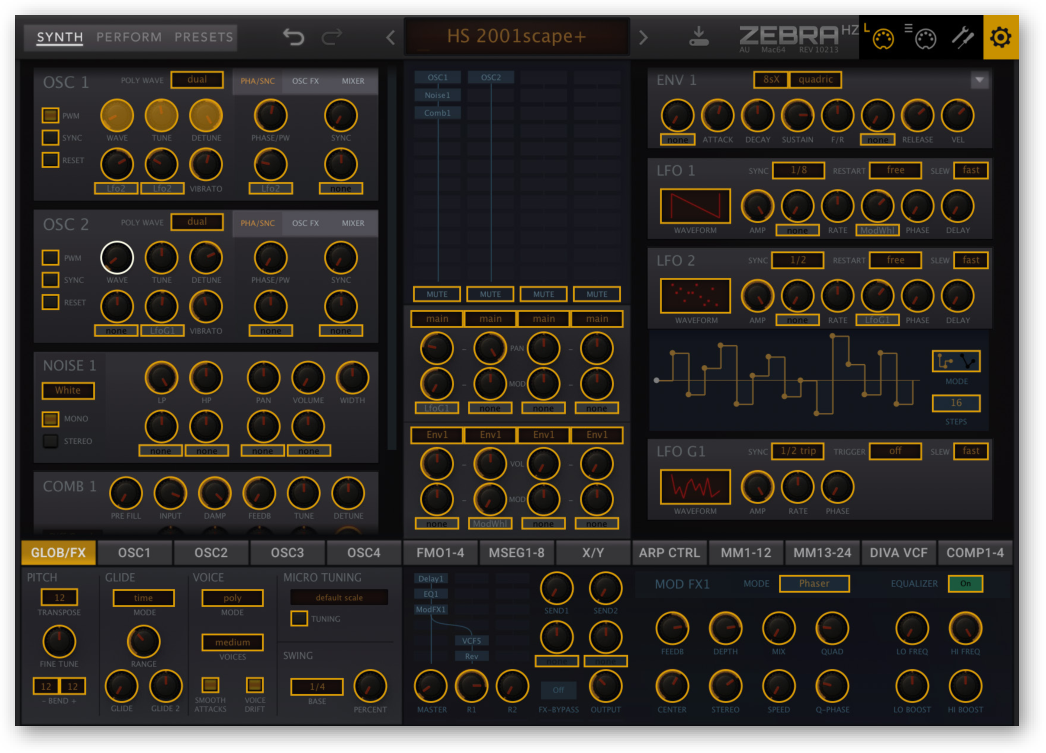 SYNTH PERFORM PRESETS
HS 2001scape+
ZEBRA HZ
AU Mac64 REV 10213
L
OSC 1 POLY WAVE dual PHA/SNC OSC FX MIXER
PWM
SYNC
RESET
WAVE TUNE DETUNE PHASE/PW SYNC
Lfo2 Lfo2 VIBRATO Lfo2 none
OSC 2 POLY WAVE dual PHA/SNC OSC FX MIXER
PWM
SYNC
RESET
WAVE TUNE DETUNE PHASE/PW SYNC
none LfoG1 VIBRATO none none
NOISE 1
White
MONO
STEREO
LP HP PAN VOLUME WIDTH
none none none none
COMB 1
PRE FILL INPUT DAMP FEEDB TUNE DETUNE
OSC1 OSC2
Noise1
Comb1
MUTE MUTE MUTE MUTE
main main main main
PAN
MOD
LfoG1 none none none
Env1 Env1 Env1 Env1
VOL
MOD
none ModWhl none none
ENV 1 8sX quadric
none ATTACK DECAY SUSTAIN F/R none RELEASE VEL
LFO 1 SYNC 1/8 RESTART free SLEW fast
WAVEFORM AMP none RATE ModWhl PHASE DELAY
LFO 2 SYNC 1/2 RESTART free SLEW fast
WAVEFORM AMP none RATE LfoG1 PHASE DELAY
MODE
16
STEPS
LFO G1 SYNC 1/2 trip TRIGGER off SLEW fast
WAVEFORM AMP RATE PHASE
GLOB/FX OSC1 OSC2 OSC3 OSC4 FMO1-4 MSEG1-8 X/Y ARP CTRL MM1-12 MM13-24 DIVA VCF COMP1-4
PITCH
12
TRANSPOSE
FINE TUNE
12 12
- BEND +
GLIDE
time
MODE
RANGE
GLIDE GLIDE 2
VOICE
poly
MODE
medium
VOICES
SMOOTH ATTACKS
VOICE DRIFT
MICRO TUNING
default scale
TUNING
SWING
1/4
BASE PERCENT
Delay1
EQ1
ModFX1
VCF5
Rev
SEND1 SEND2
MASTER R1 R2 Off FX-BYPASS OUTPUT
MOD FX1 MODE Phaser EQUALIZER On
FEEDB DEPTH MIX QUAD LO FREQ HI FREQ
CENTER STEREO SPEED Q-PHASE LO BOOST HI BOOST